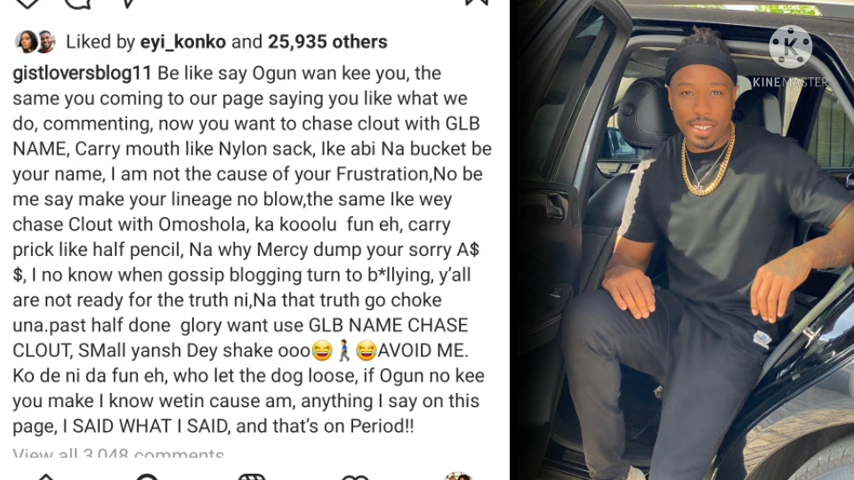 Liked by eyi_konko and 25,935 others
gistloversblog11 Be like say Ogun wan kee you, the
same you coming to our page saying you like what we
do, commenting, now you want to chase clout with GLB
NAME, Carry mouth like Nylon sack, Ike abi Na bucket be
your name, I am not the cause of your Frustration,No be
me say make your lineage no blow,the same Ike wey
chase Clout with Omoshola, ka kooolu fun eh, carry
prick like half pencil, Na why Mercy dump your sorry A$
$, I no know when gossip blogging turn to b*llying, y'all
are not ready for the truth ni,Na that truth go choke
una.past half done glory want use GLB NAME CHASE
CLOUT, SMall yansh Dey shake ooo😂🚶‍♂️😂AVOID ME.
Ko de ni da fun eh, who let the dog loose, if Ogun no kee
you make I know wetin cause am, anything I say on this
page, I SAID WHAT I SAID, and that's on Period!!
View all 3,048 comments
K
KINEMASTER